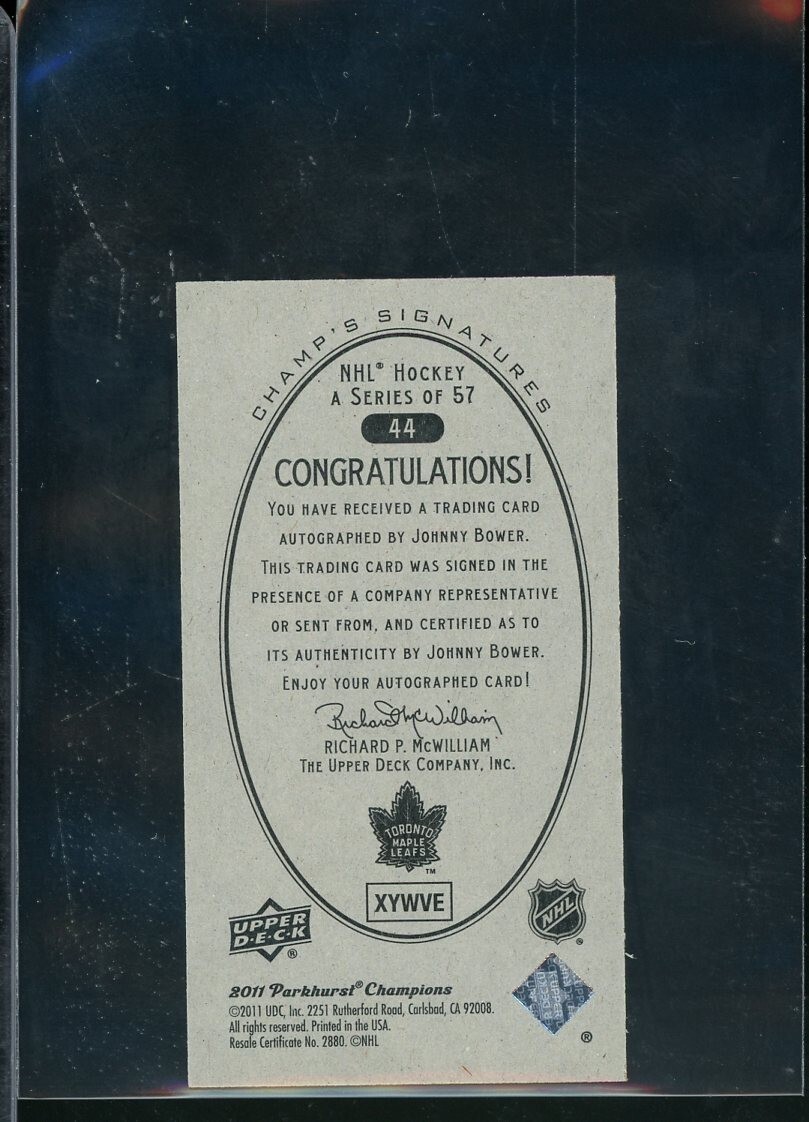 CHAMP'S SIGNATURES
NHL® HOCKEY
A SERIES OF 57
44
CONGRATULATIONS!
YOU HAVE RECEIVED A TRADING CARD
AUTOGRAPHED BY JOHNNY BOWER.
THIS TRADING CARD WAS SIGNED IN THE
PRESENCE OF A COMPANY REPRESENTATIVE
OR SENT FROM, AND CERTIFIED AS TO
ITS AUTHENTICITY BY JOHNNY BOWER.
ENJOY YOUR AUTOGRAPHED CARD!
Richard McWilliam
RICHARD P. MCWILLIAM
THE UPPER DECK COMPANY, INC.
TORONTO
MAPLE
LEAFS
™
XYWVE
UPPER
D•E•C•K
®
NHL
®
2011 Parkhurst® Champions
©2011 UDC, Inc. 2251 Rutherford Road, Carlsbad, CA 92008.
All rights reserved. Printed in the USA.
Resale Certificate No. 2880. ©NHL
®